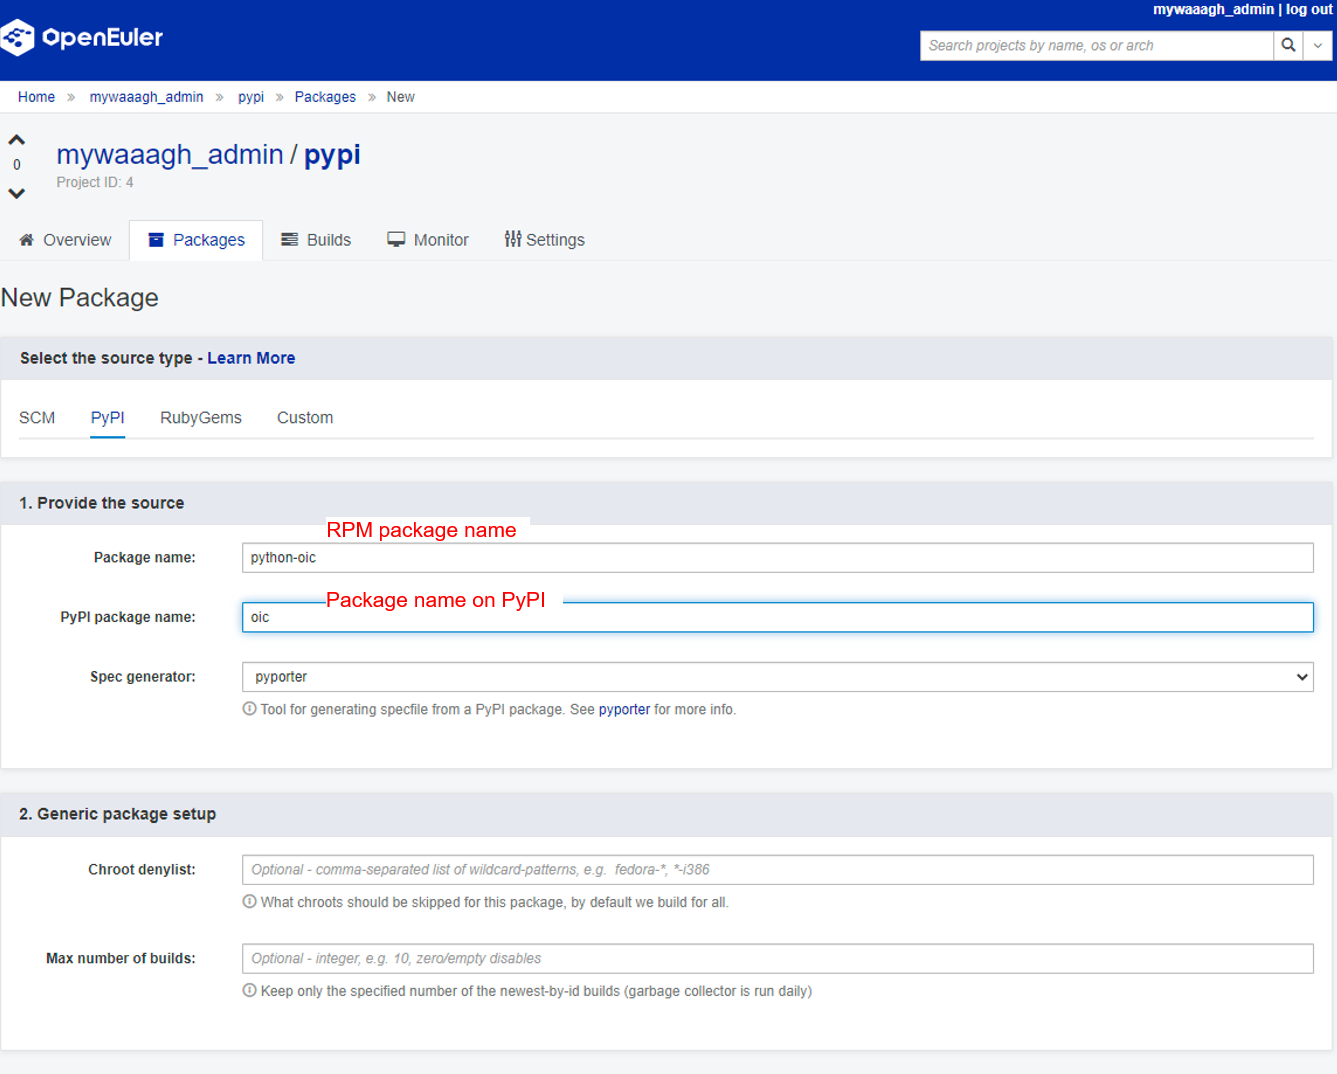 mywaaagh_admin | log out
OpenEuler
Search projects by name, os or arch
Home » mywaaagh_admin » pypi » Packages » New
0
mywaaagh_admin / pypi
Project ID: 4
Overview Packages Builds Monitor Settings
New Package
Select the source type - Learn More
SCM PyPI RubyGems Custom
1. Provide the source
RPM package name
Package name: python-oic
Package name on PyPI
PyPI package name: oic
Spec generator: pyporter
Tool for generating specfile from a PyPI package. See pyporter for more info.
2. Generic package setup
Chroot denylist: Optional - comma-separated list of wildcard-patterns, e.g. fedora-*, *-i386
What chroots should be skipped for this package, by default we build for all.
Max number of builds: Optional - integer, e.g. 10, zero/empty disables
Keep only the specified number of the newest-by-id builds (garbage collector is run daily)